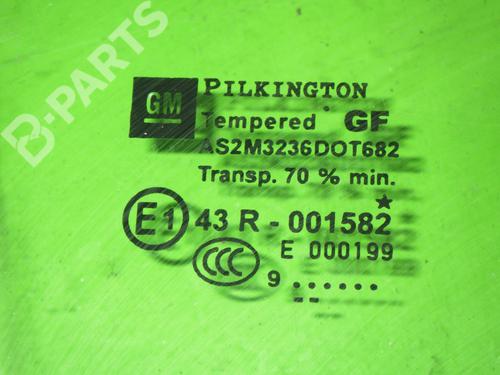 B-PARTS
GM
PILKINGTON
Tempered GF
AS2M3236DOT682
Transp. 70 % min.
E1 43 R - 001582
CCC E 000199
9 ......
--